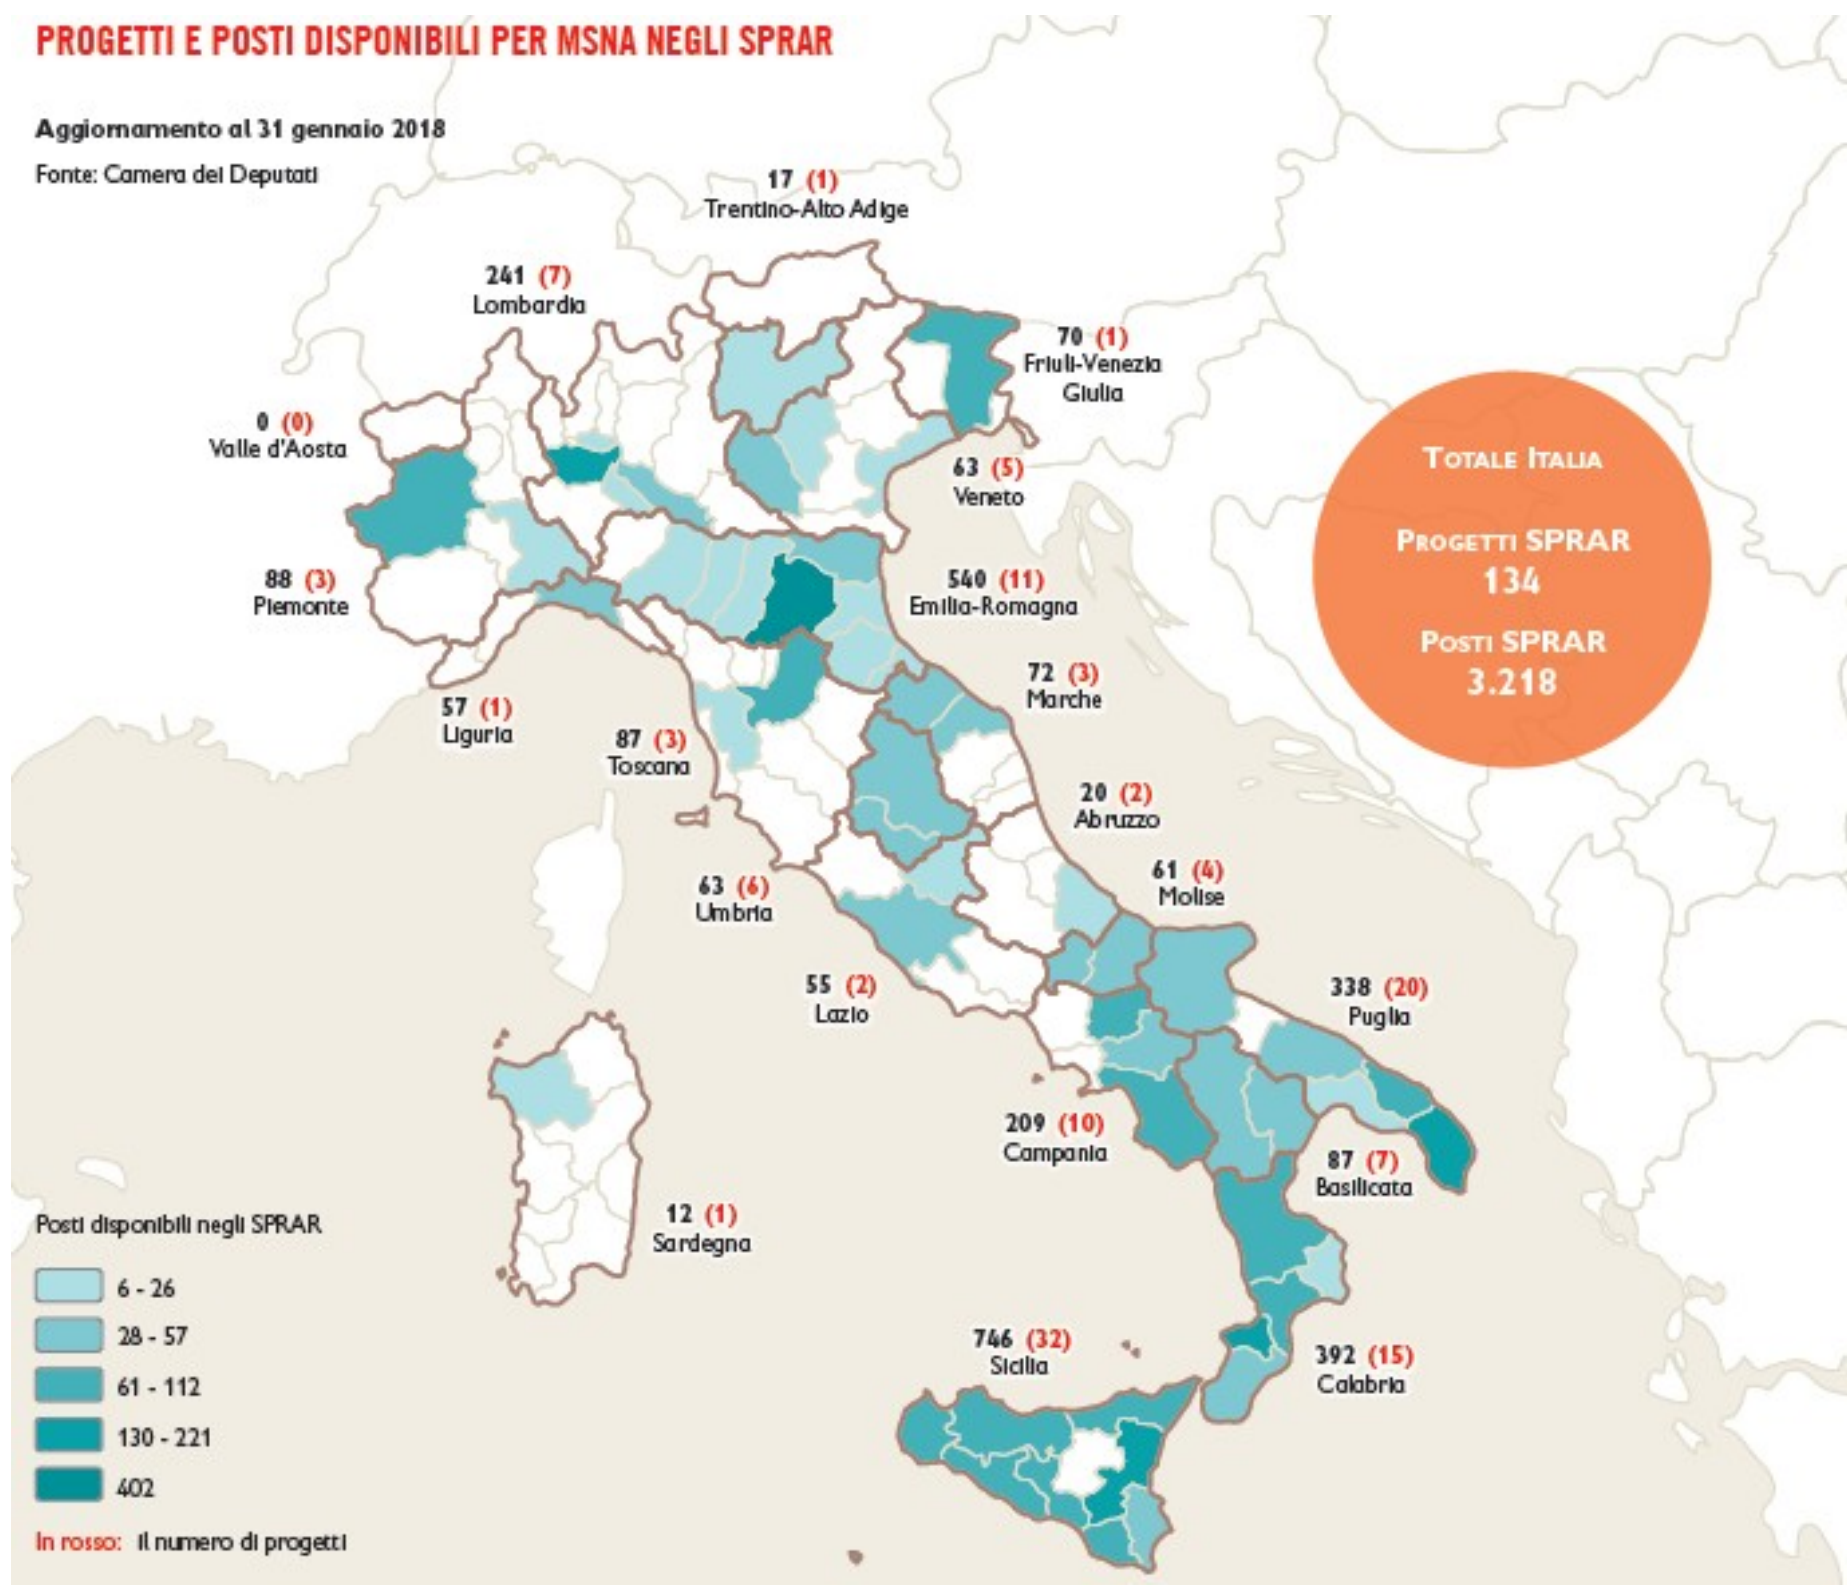 PROGETTI E POSTI DISPONIBILI PER MSNA NEGLI SPRAR
Aggiornamento al 31 gennaio 2018
Fonte: Camera dei Deputati
17 (1)
Trentino-Alto Adige
241 (7)
Lombardia
70 (1)
Friuli-Venezia
Giulia
0 (0)
Valle d'Aosta
63 (5)
Veneto
TOTALE ITALIA
PROGETTI SPRAR
134
POSTI SPRAR
3.218
88 (3)
Piemonte
540 (11)
Emilia-Romagna
72 (3)
Marche
57 (1)
Liguria
87 (3)
Toscana
20 (2)
Abruzzo
61 (4)
Molise
63 (6)
Umbria
55 (2)
Lazio
338 (20)
Puglia
209 (10)
Campania
87 (7)
Basilicata
12 (1)
Sardegna
746 (32)
Sicilia
392 (15)
Calabria
Posti disponibili negli SPRAR
6 - 26
28 - 57
61 - 112
130 - 221
402
In rosso: il numero di progetti